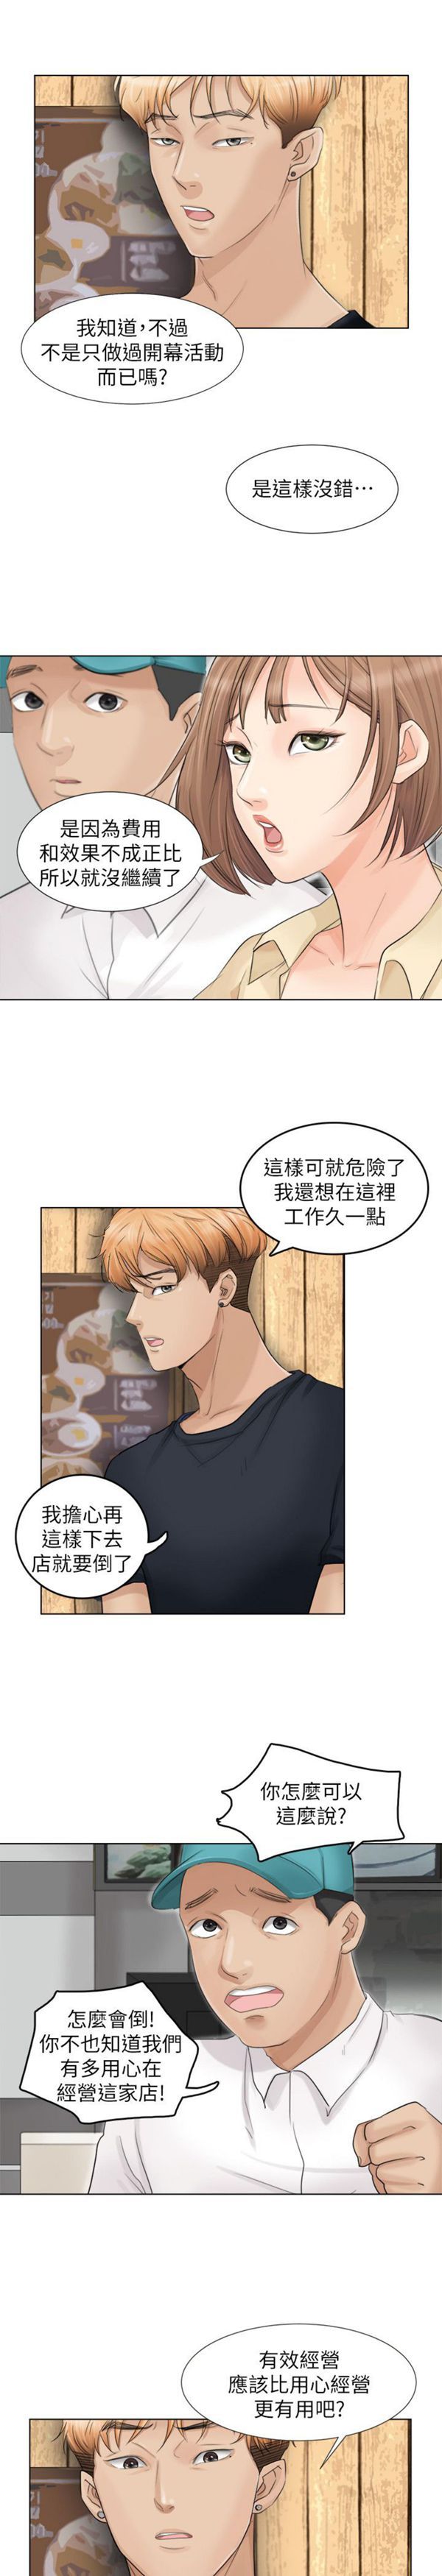 我知道，不過
不是只做過開幕活動
而已嗎?
是這樣沒錯…
是因為費用
和效果不成正比
所以就沒繼續了
這樣可就危險了
我還想在這裡
工作久一點
我擔心再
這樣下去
店就要倒了
你怎麼可以
這麼說?
怎麼會倒!
你不也知道我們
有多用心在
經營這家店!
有效經營
應該比用心經營
更有用吧?